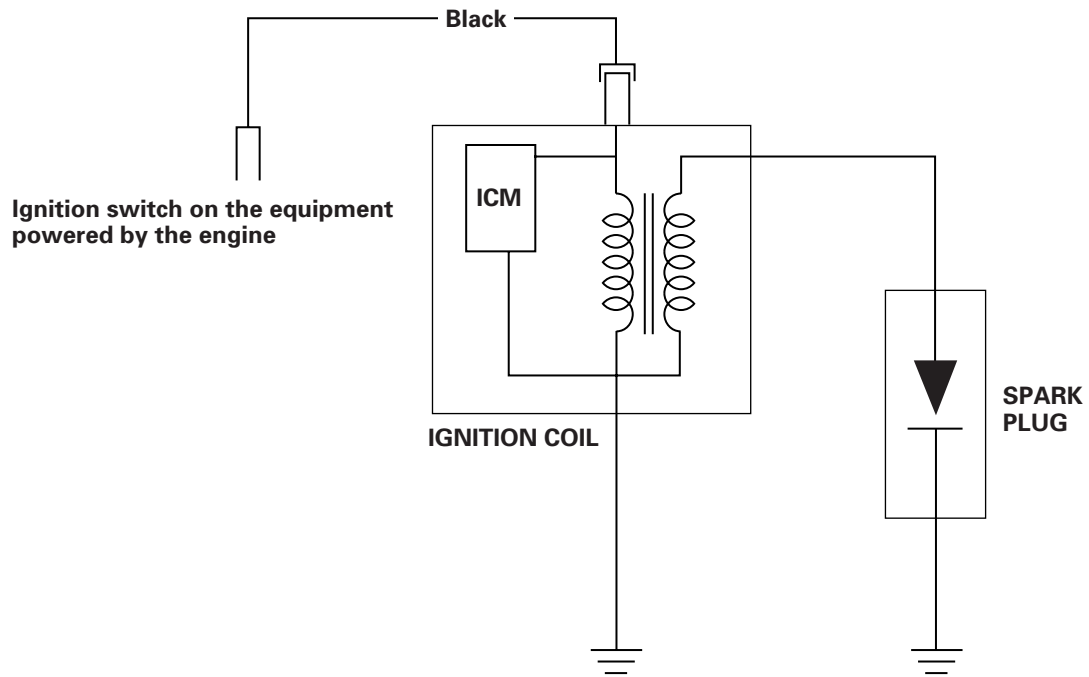 Black
Ignition switch on the equipment
powered by the engine
ICM
IGNITION COIL
SPARK
PLUG